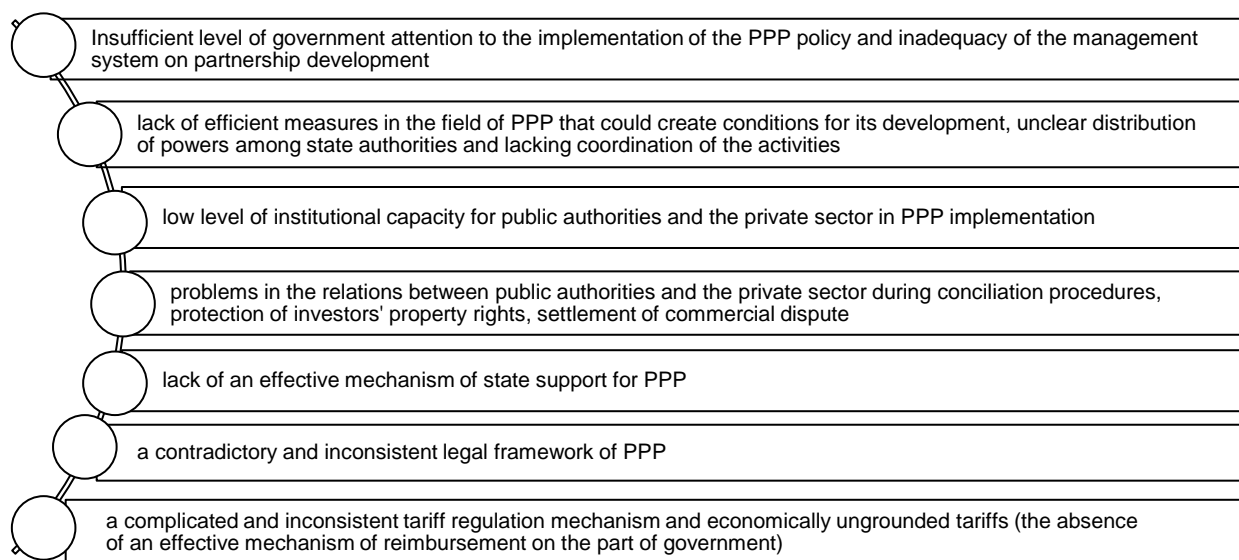 Insufficient level of government attention to the implementation of the PPP policy and inadequacy of the management
system on partnership development
lack of efficient measures in the field of PPP that could create conditions for its development, unclear distribution
of powers among state authorities and lacking coordination of the activities
low level of institutional capacity for public authorities and the private sector in PPP implementation
problems in the relations between public authorities and the private sector during conciliation procedures,
protection of investors' property rights, settlement of commercial dispute
lack of an effective mechanism of state support for PPP
a contradictory and inconsistent legal framework of PPP
a complicated and inconsistent tariff regulation mechanism and economically ungrounded tariffs (the absence
of an effective mechanism of reimbursement on the part of government)